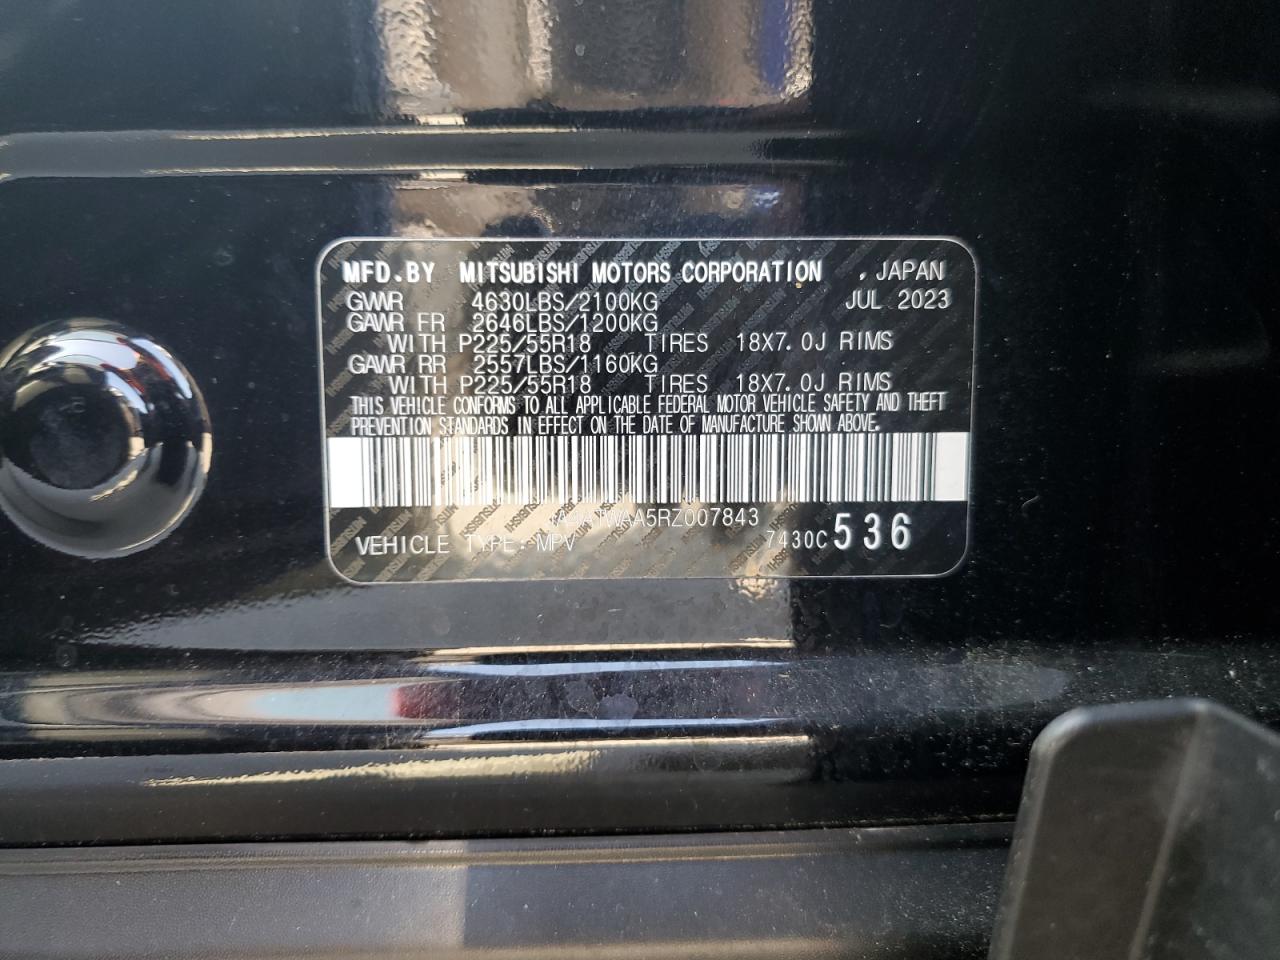 MFD.BY MITSUBISHI MOTORS CORPORATION , JAPAN
GVWR 4630LBS/2100KG JUL 2023
GAWR FR 2646LBS/1200KG
WITH P225/55R18 TIRES 18X7.0J RIMS
GAWR RR 2557LBS/1160KG
WITH P225/55R18 TIRES 18X7.0J RIMS
THIS VEHICLE CONFORMS TO ALL APPLICABLE FEDERAL MOTOR VEHICLE SAFETY AND THEFT
PREVENTION STANDARDS IN EFFECT ON THE DATE OF MANUFACTURE SHOWN ABOVE.
JA4ATWAA5RZ007843
VEHICLE TYPE: MPV 7430C 536